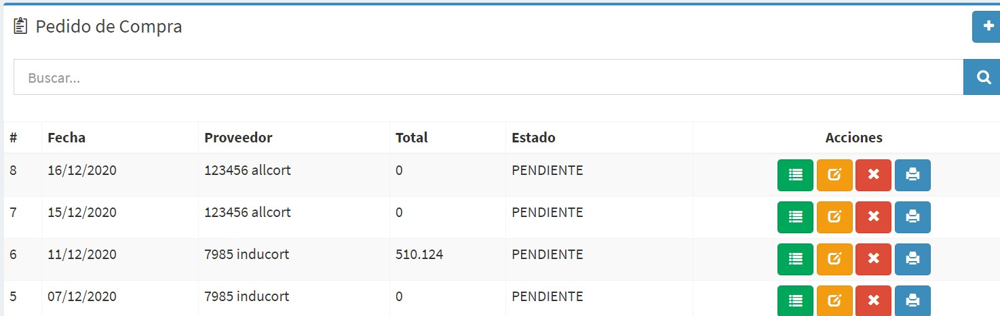 Pedido de Compra
Buscar...
# Fecha Proveedor Total Estado Acciones
8 16/12/2020 123456 allcort 0 PENDIENTE
7 15/12/2020 123456 allcort 0 PENDIENTE
6 11/12/2020 7985 inducort 510.124 PENDIENTE
5 07/12/2020 7985 inducort 0 PENDIENTE